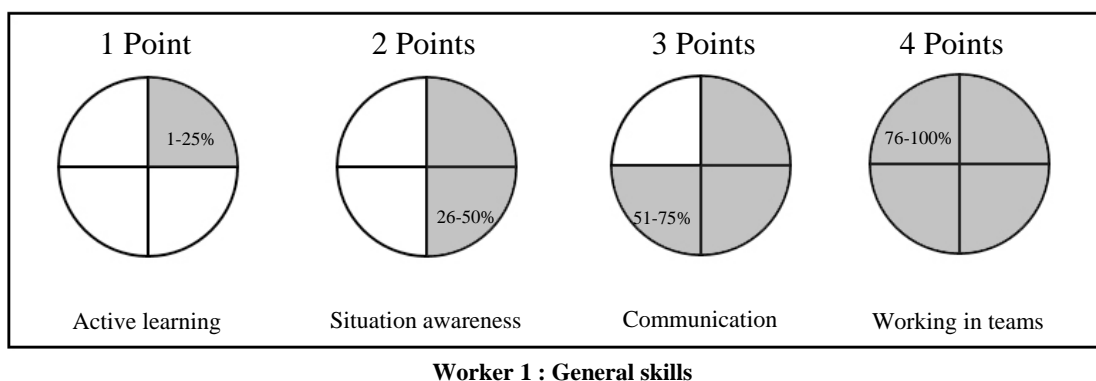 1 Point
2 Points
3 Points
4 Points
1-25%
26-50%
51-75%
76-100%
Active learning
Situation awareness
Communication
Working in teams
Worker 1 : General skills